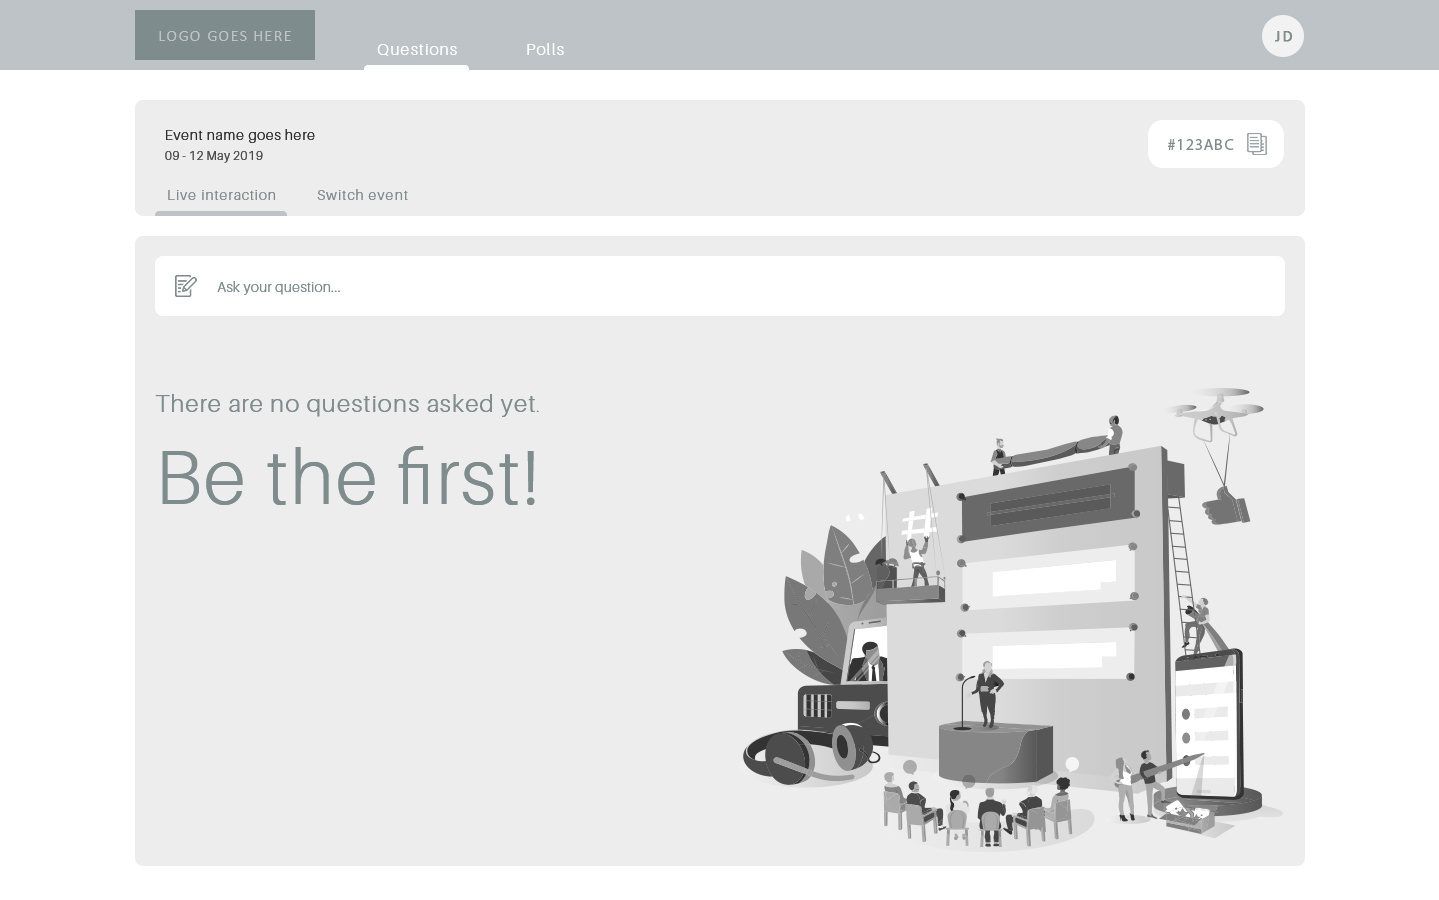 LOGO GOES HERE
Questions
Polls
JD
Event name goes here
09 - 12 May 2019
#123ABC
Live interaction
Switch event
Ask your question...
There are no questions asked yet.
Be the first!
#